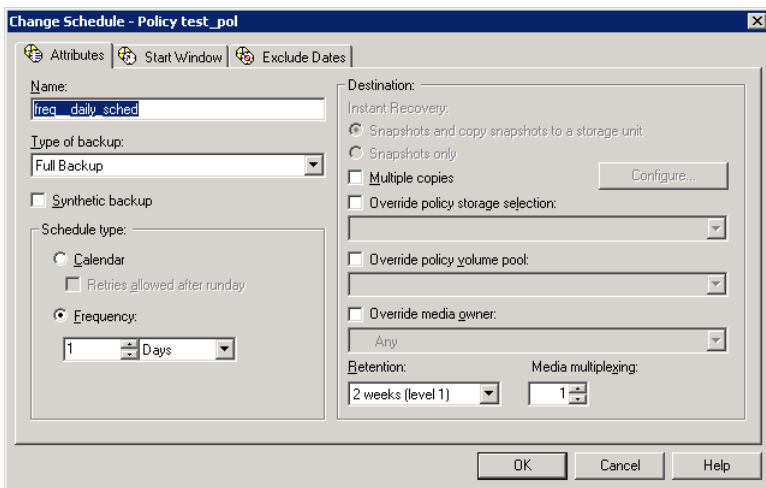 Change Schedule - Policy test_pol
Attributes
Start Window
Exclude Dates
Name:
freq__daily_sched
Type of backup:
Full Backup
Synthetic backup
Schedule type:
Calendar
Retries allowed after runday
Frequency:
1 Days
Destination:
Instant Recovery:
Snapshots and copy snapshots to a storage unit
Snapshots only
Multiple copies
Configure...
Override policy storage selection:
Override policy volume pool:
Override media owner:
Any
Retention:
Media multiplexing:
2 weeks (level 1)
1
OK
Cancel
Help